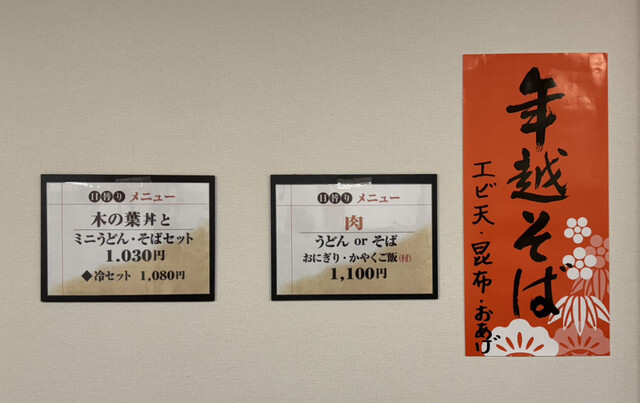 日替り メニュー
木の葉丼と
ミニうどん・そばセット
1.030円
◆冷セット 1,080円
日替り メニュー
肉
うどん or そば
おにぎり・かやくご飯(付)
1,100円
年越そば
エビ天・昆布・おあげ